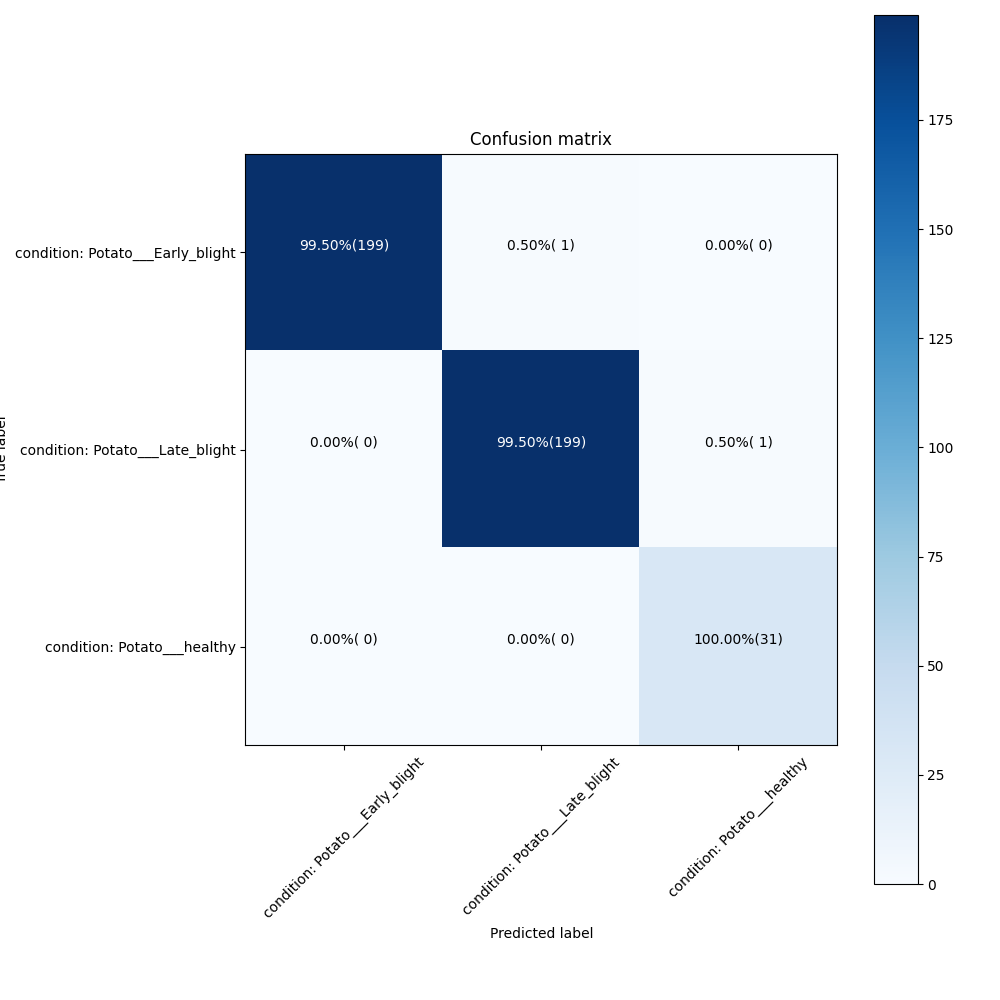 Confusion matrix
condition: Potato___Early_blight
99.50%(199)
0.50%( 1)
0.00%( 0)
condition: Potato___Late_blight
0.00%( 0)
99.50%(199)
0.50%( 1)
condition: Potato___healthy
0.00%( 0)
0.00%( 0)
100.00%(31)
condition: Potato___Early_blight
condition: Potato___Late_blight
condition: Potato___healthy
Predicted label
label
175
150
125
100
75
50
25
0